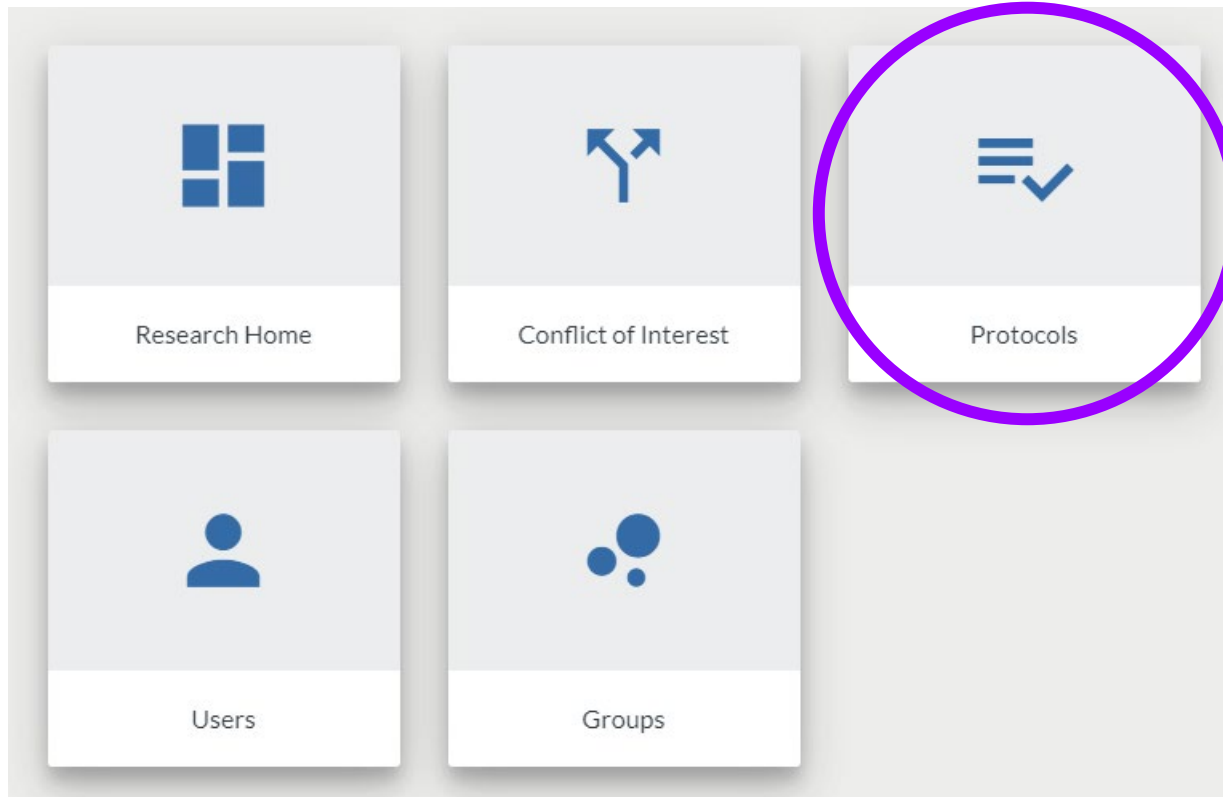 Research Home
Conflict of Interest
Protocols
Users
Groups